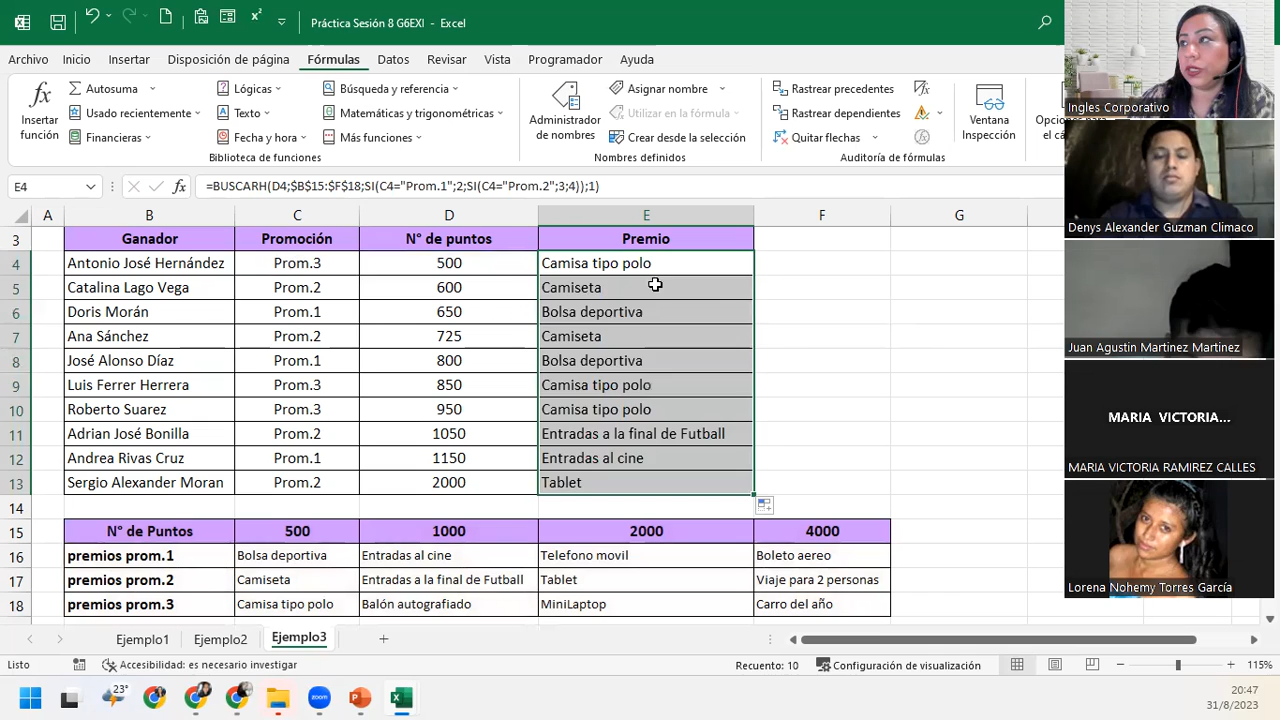 Práctica Sesión 8 G6EXI - Excel
Archivo Inicio Insertar Disposición de página Fórmulas Vista Programador Ayuda
Autosuma Lógicas Búsqueda y referencia Asignar nombre Rastrear precedentes
Insertar función Usado recientemente Texto Matemáticas y trigonométricas Administrador de nombres Utilizar en la fórmula Rastrear dependientes Ventana Inspección
Financieras Fecha y hora Más funciones Crear desde la selección Quitar flechas
Biblioteca de funciones Nombres definidos Auditoría de fórmulas
E4 =BUSCARH(D4;$B$15:$F$18;SI(C4="Prom.1";2;SI(C4="Prom.2";3;4));1)
A B C D E F G
3 Ganador Promoción N° de puntos Premio
4 Antonio José Hernández Prom.3 500 Camisa tipo polo
5 Catalina Lago Vega Prom.2 600 Camiseta
6 Doris Morán Prom.1 650 Bolsa deportiva
7 Ana Sánchez Prom.2 725 Camiseta
8 José Alonso Díaz Prom.1 800 Bolsa deportiva
9 Luis Ferrer Herrera Prom.3 850 Camisa tipo polo
10 Roberto Suarez Prom.3 950 Camisa tipo polo
11 Adrian José Bonilla Prom.2 1050 Entradas a la final de Futball
12 Andrea Rivas Cruz Prom.1 1150 Entradas al cine
13 Sergio Alexander Moran Prom.2 2000 Tablet
14
15 N° de Puntos 500 1000 2000 4000
16 premios prom.1 Bolsa deportiva Entradas al cine Telefono movil Boleto aereo
17 premios prom.2 Camiseta Entradas a la final de Futball Tablet Viaje para 2 personas
18 premios prom.3 Camisa tipo polo Balón autografiado MiniLaptop Carro del año
Ejemplo1 Ejemplo2 Ejemplo3
Listo Accesibilidad: es necesario investigar Recuento: 10 Configuración de visualización 115%
23°
20:47
31/8/2023
Ingles Corporativo
Denys Alexander Guzman Climaco
Juan Agustin Martinez Martinez
MARIA VICTORIA...
MARIA VICTORIA RAMIREZ CALLES
Lorena Nohemy Torres García